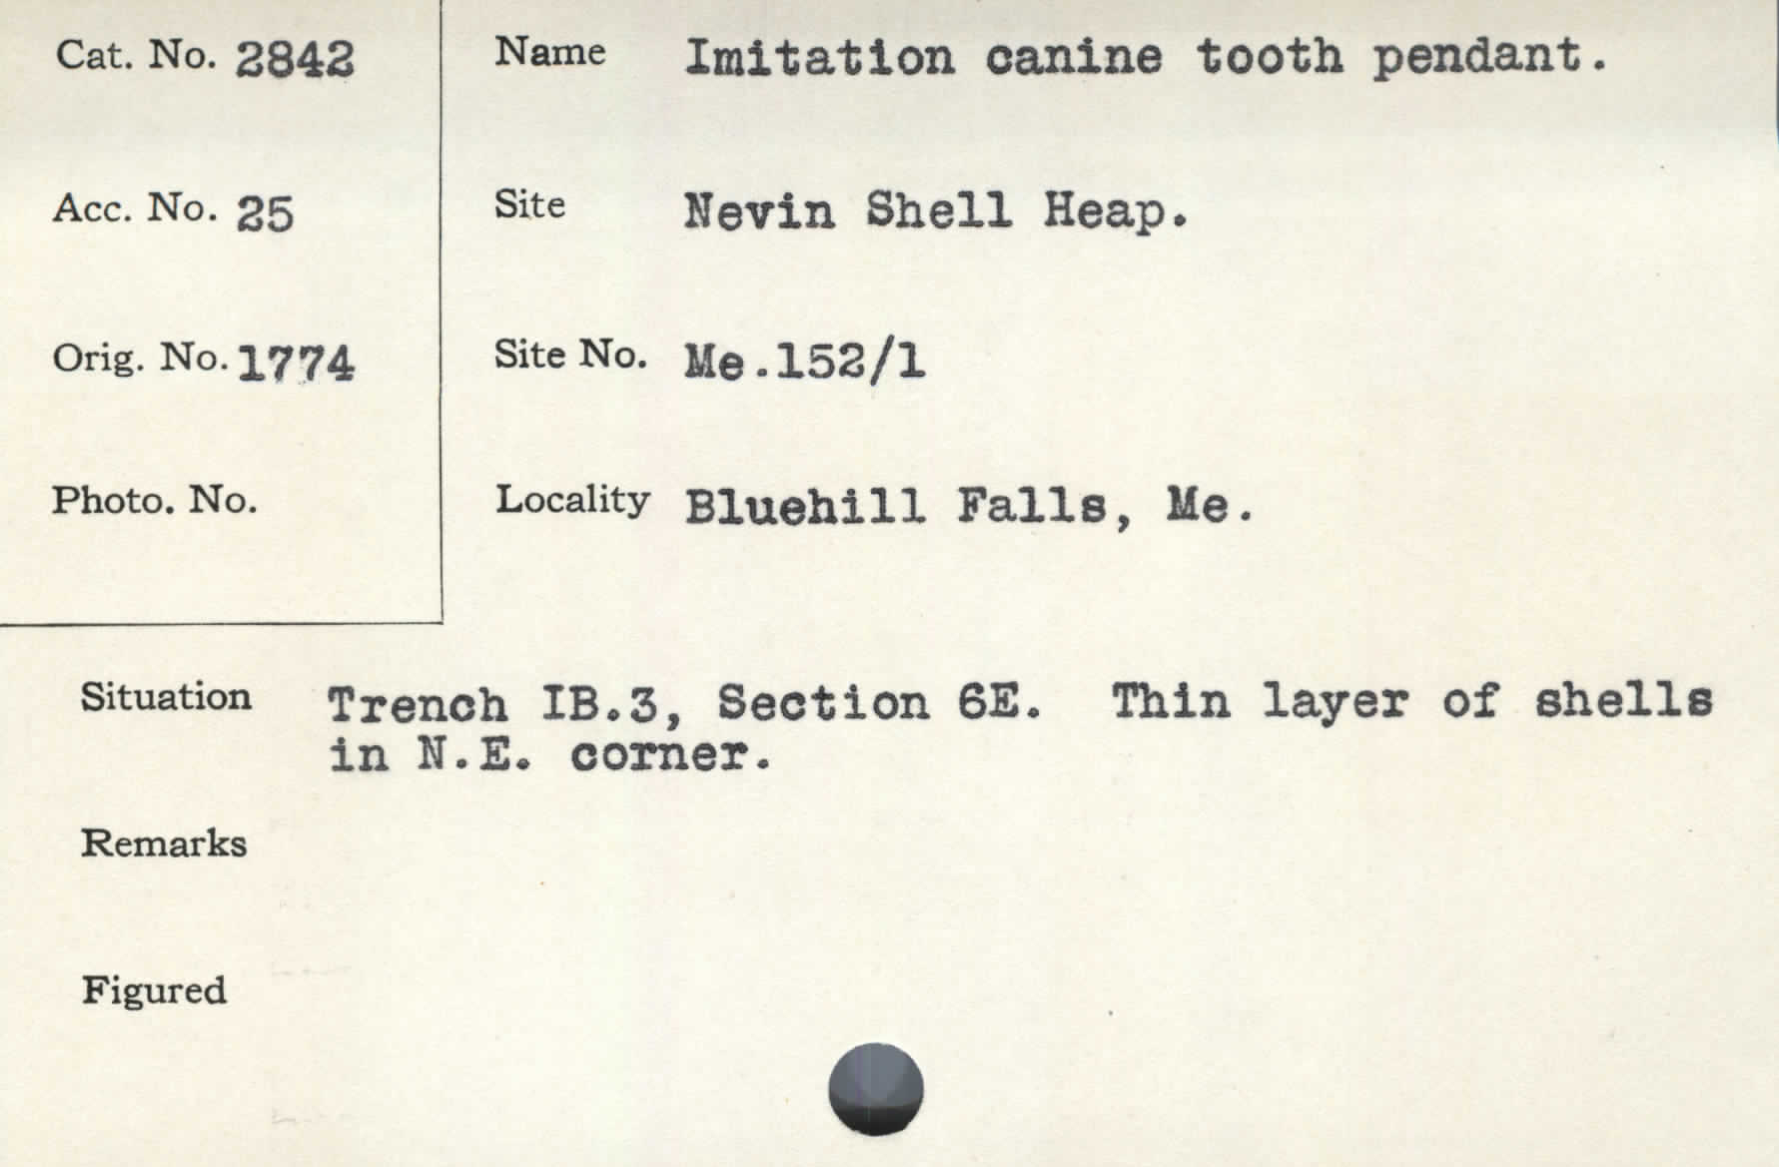 Cat. No. 2842
Name Imitation canine tooth pendant.
Acc. No. 25
Site Nevin Shell Heap.
Orig. No. 1774
Site No. Me.152/1
Photo. No.
Locality Bluehill Falls, Me.
Situation Trench IB.3, Section 6E. Thin layer of shells
in N.E. corner.
Remarks
Figured